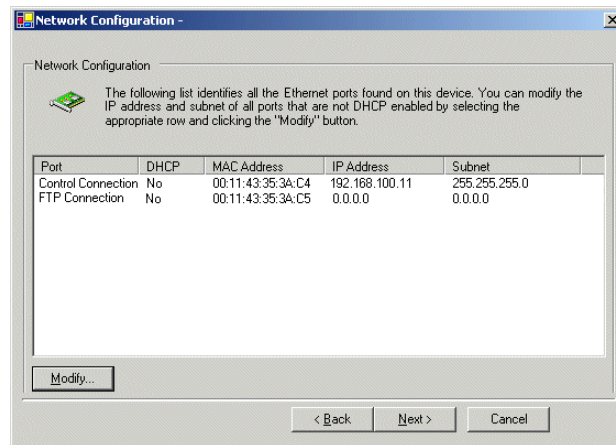 Network Configuration -
Network Configuration
The following list identifies all the Ethernet ports found on this device. You can modify the
IP address and subnet of all ports that are not DHCP enabled by selecting the
appropriate row and clicking the "Modify" button.
Port DHCP MAC Address IP Address Subnet
Control Connection No 00:11:43:35:3A:C4 192.168.100.11 255.255.255.0
FTP Connection No 00:11:43:35:3A:C5 0.0.0.0 0.0.0.0
Modify...
< Back Next > Cancel